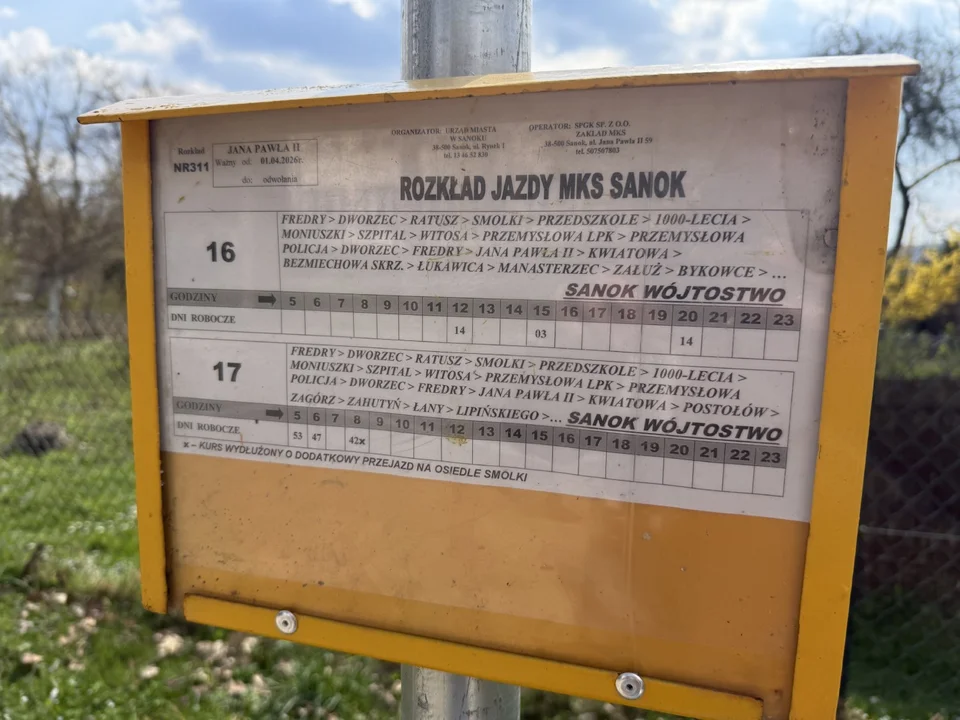 Rozkład
NR311
JANA PAWŁA II
Ważny od: 01.04.2026r.
do: odwołania
ORGANIZATOR: URZĄD MIASTA
W SANOKU
38-500 Sanok, ul. Rynek 1
tel. 13 46 52 830
OPERATOR: SPGK SP. Z O.O.
ZAKŁAD MKS
38-500 Sanok, al. Jana Pawła II 59
tel. 507507803
ROZKŁAD JAZDY MKS SANOK
16
FREDRY > DWORZEC > RATUSZ > SMOLKI > PRZEDSZKOLE > 1000-LECIA >
MONIUSZKI > SZPITAL > WITOSA > PRZEMYSŁOWA LPK > PRZEMYSŁOWA
POLICJA > DWORZEC > FREDRY > JANA PAWŁA II > KWIATOWA >
BEZMIECHOWA SKRZ. > ŁUKAWICA > MANASTERZEC > ZAŁUŻ > BYKOWCE > ...
SANOK WÓJTOSTWO
GODZINY 5 6 7 8 9 10 11 12 13 14 15 16 17 18 19 20 21 22 23
DNI ROBOCZE 14 03 14
17
FREDRY > DWORZEC > RATUSZ > SMOLKI > PRZEDSZKOLE > 1000-LECIA >
MONIUSZKI > SZPITAL > WITOSA > PRZEMYSŁOWA LPK > PRZEMYSŁOWA
POLICJA > DWORZEC > FREDRY > JANA PAWŁA II > KWIATOWA > POSTOŁÓW >
ZAGÓRZ > ZAHUTYŃ > ŁANY > LIPIŃSKIEGO > ... SANOK WÓJTOSTWO
GODZINY 5 6 7 8 9 10 11 12 13 14 15 16 17 18 19 20 21 22 23
DNI ROBOCZE 53 47 42x
x – KURS WYDŁUŻONY O DODATKOWY PRZEJAZD NA OSIEDLE SMOLKI